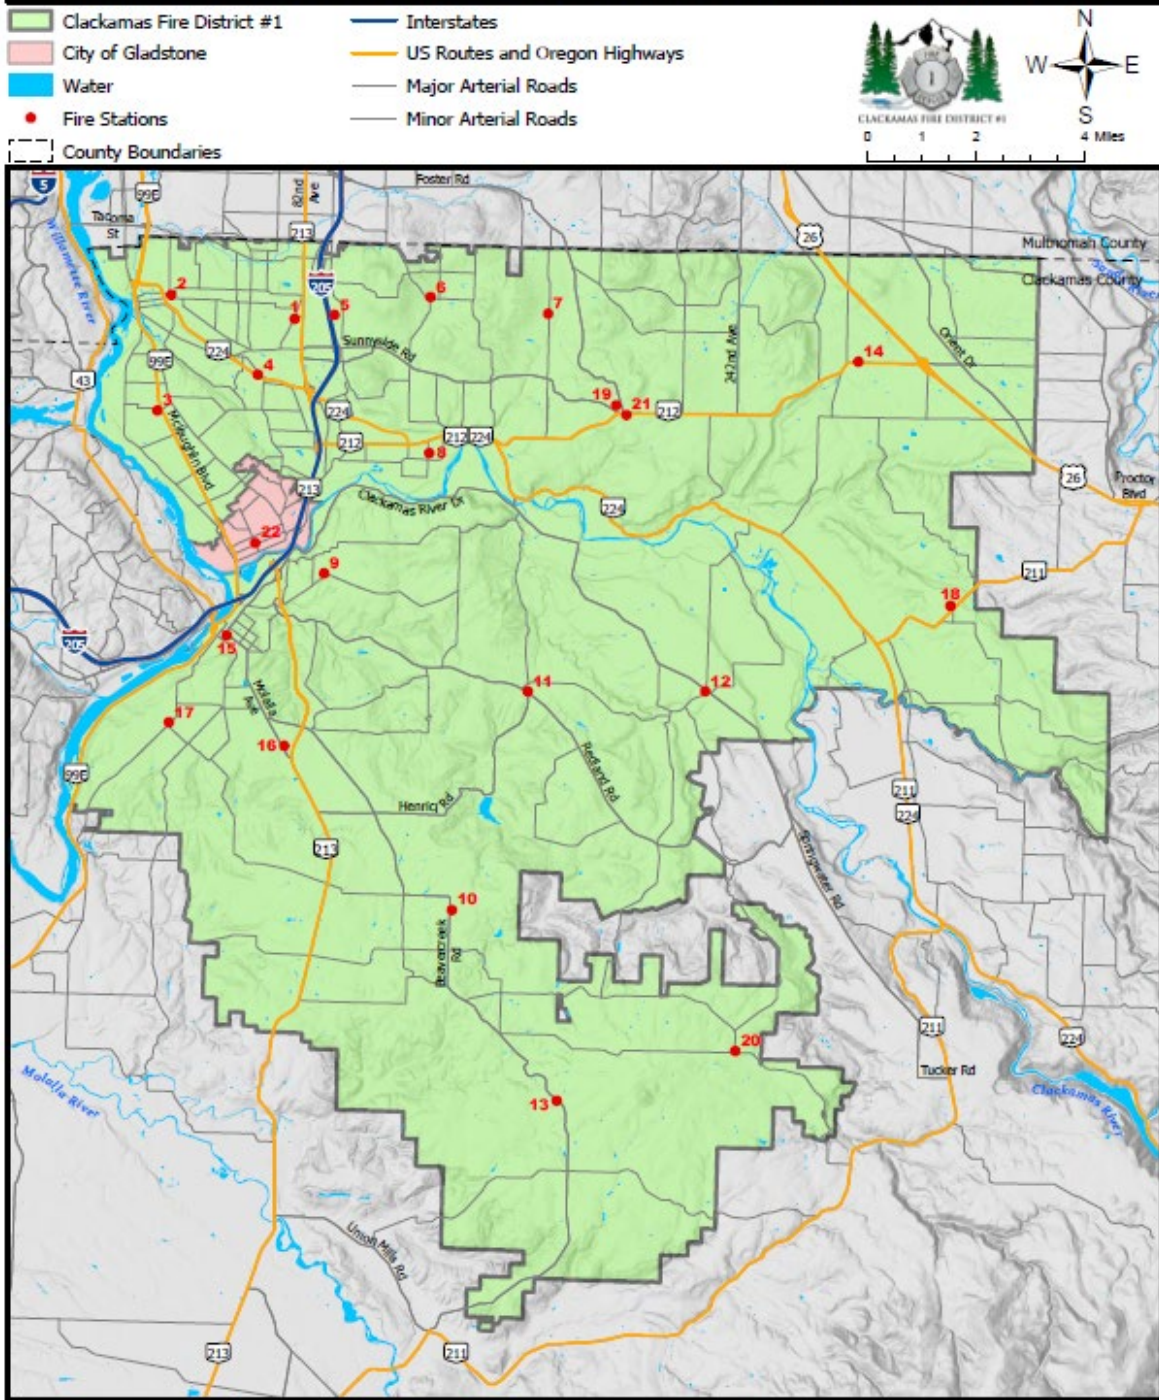 Clackamas Fire District #1
City of Gladstone
Water
Fire Stations
County Boundaries
Interstates
US Routes and Oregon Highways
Major Arterial Roads
Minor Arterial Roads
CLACKAMAS FIRE DISTRICT #1
1
N
W
E
S
0 1 2 4 Miles
5
99E
Tacoma
St
82nd
Ave
213
Foster Rd
26
Multnomah County
Clackamas County
Willamette River
205
2
1
5
6
7
Sunnyside Rd
242nd Ave
14
Orient Dr
224
4
99E
43
3
McLoughlin Blvd
224
212
212
224
8
19
21
212
213
Clackamas River Dr
224
26
Proctor
Blvd
22
9
211
18
205
15
Molalla
Ave
11
12
17
16
99E
Redland Rd
Henrici Rd
211
224
213
Springwater Rd
10
Beavercreek
Rd
20
211
224
Tucker Rd
13
Molalla River
Clackamas River
Union Mills Rd
213
211